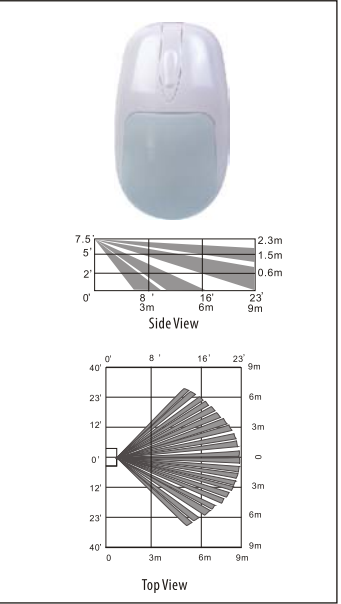 7.5' 2.3m
5' 1.5m
2' 0.6m
0' 8 ' 16' 23'
3m 6m 9m
Side View
0' 8 ' 16' 23'
40' 9m
23' 6m
12' 3m
0' 0
12' 3m
23' 6m
40' 9m
0 3m 6m 9m
Top View